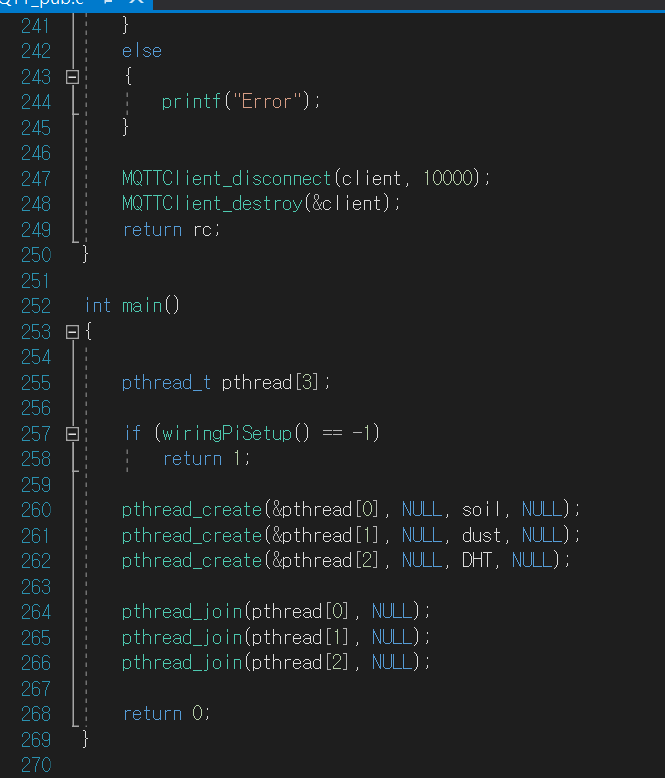 241 }
242 else
243 {
244 printf("Error");
245 }
246
247 MQTTClient_disconnect(client, 10000);
248 MQTTClient_destroy(&client);
249 return rc;
250 }
251
252 int main()
253 {
254
255 pthread_t pthread[3];
256
257 if (wiringPiSetup() == -1)
258 return 1;
259
260 pthread_create(&pthread[0], NULL, soil, NULL);
261 pthread_create(&pthread[1], NULL, dust, NULL);
262 pthread_create(&pthread[2], NULL, DHT, NULL);
263
264 pthread_join(pthread[0], NULL);
265 pthread_join(pthread[1], NULL);
266 pthread_join(pthread[2], NULL);
267
268 return 0;
269 }
270